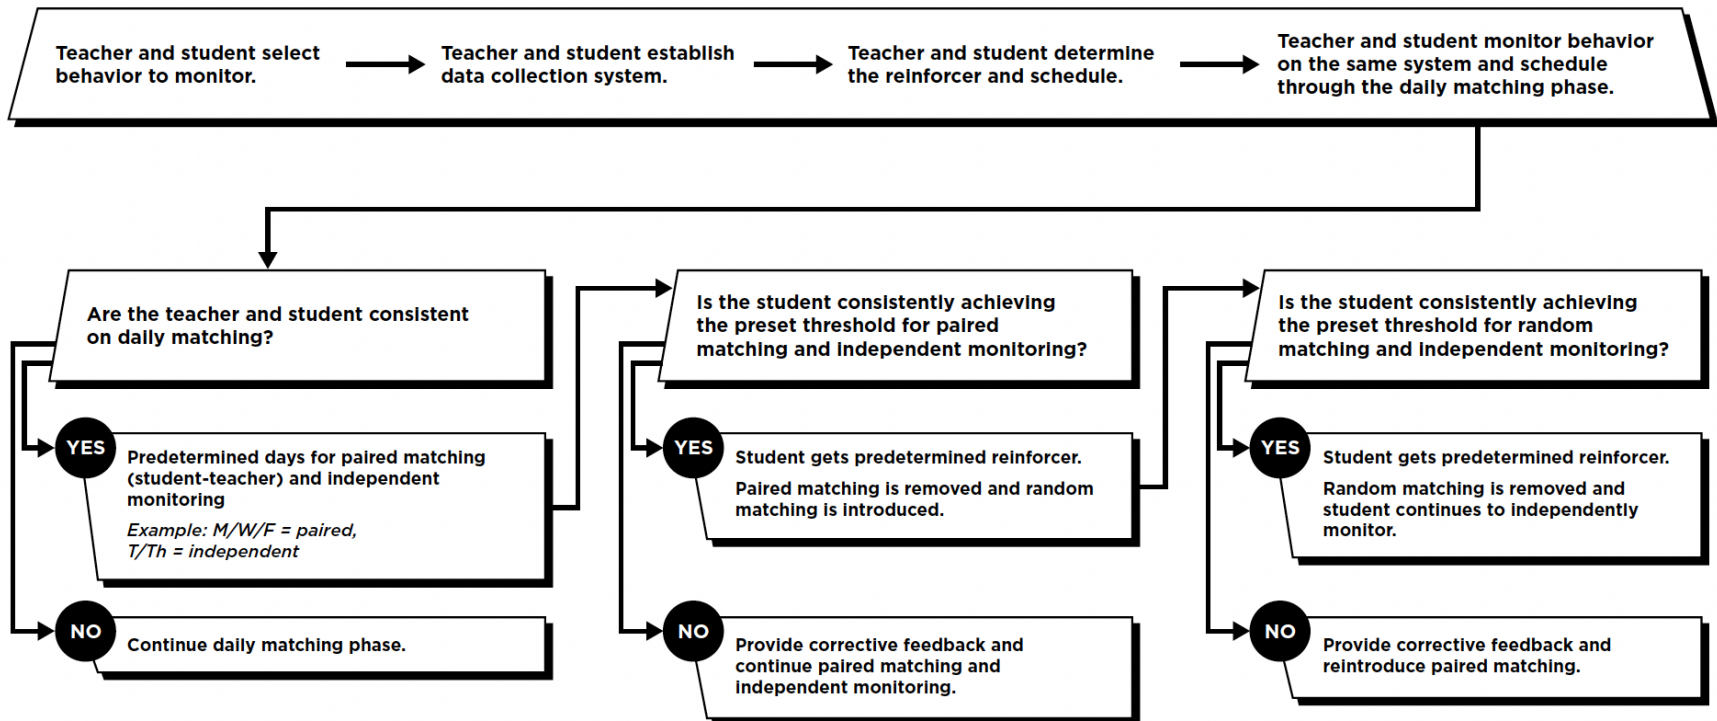 Teacher and student select
behavior to monitor.
Teacher and student establish
data collection system.
Teacher and student determine
the reinforcer and schedule.
Teacher and student monitor behavior
on the same system and schedule
through the daily matching phase.
Are the teacher and student consistent
on daily matching?
YES
Predetermined days for paired matching
(student-teacher) and independent
monitoring
Example: M/W/F = paired,
T/Th = independent
NO
Continue daily matching phase.
Is the student consistently achieving
the preset threshold for paired
matching and independent monitoring?
YES
Student gets predetermined reinforcer.
Paired matching is removed and random
matching is introduced.
NO
Provide corrective feedback and
continue paired matching and
independent monitoring.
Is the student consistently achieving
the preset threshold for random
matching and independent monitoring?
YES
Student gets predetermined reinforcer.
Random matching is removed and
student continues to independently
monitor.
NO
Provide corrective feedback and
reintroduce paired matching.